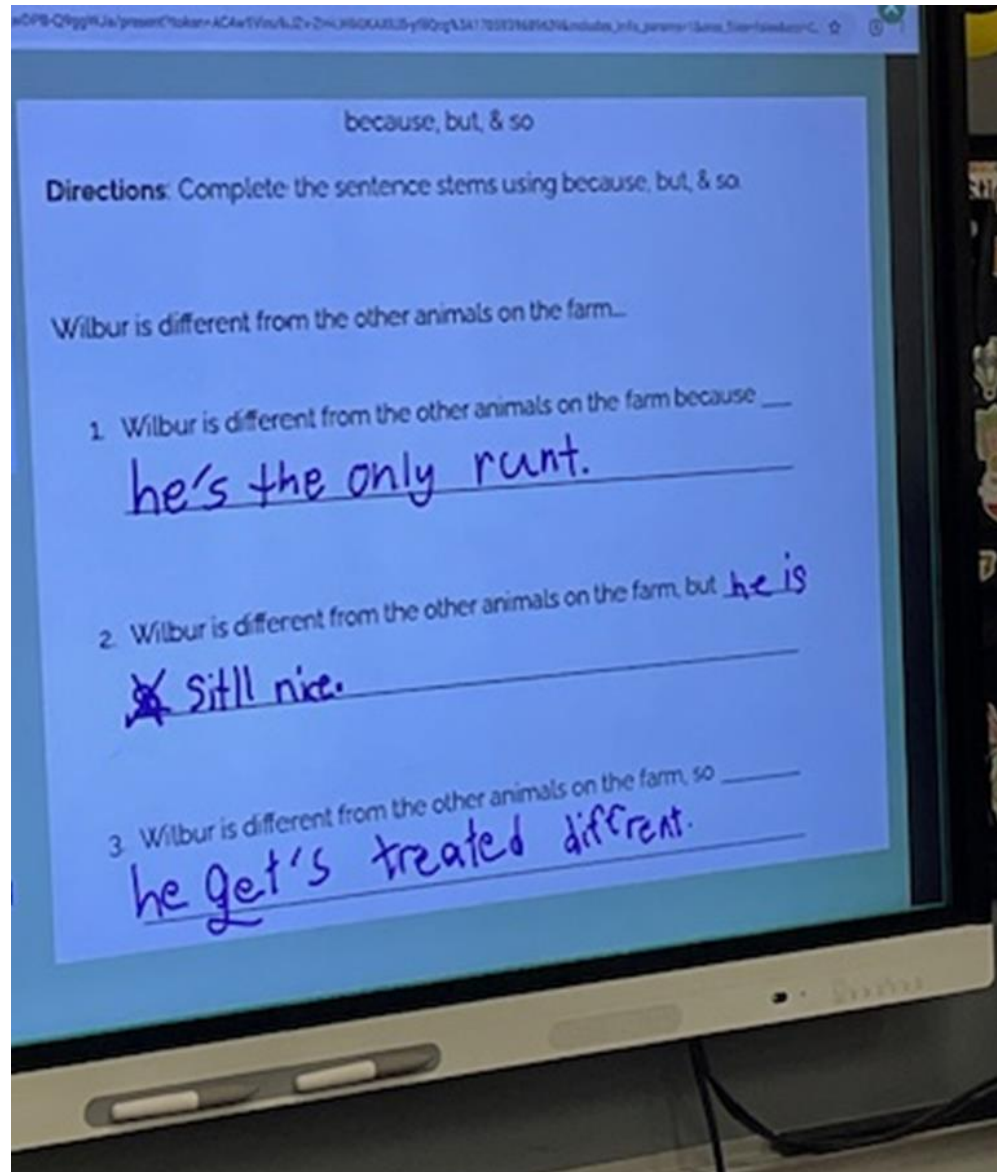 because, but, & so
Directions: Complete the sentence stems using because, but, & so.
Wilbur is different from the other animals on the farm...
1. Wilbur is different from the other animals on the farm because ___
he's the only runt.
2. Wilbur is different from the other animals on the farm, but he is
sitll nice.
3. Wilbur is different from the other animals on the farm, so ______
he get's treated diffrent.